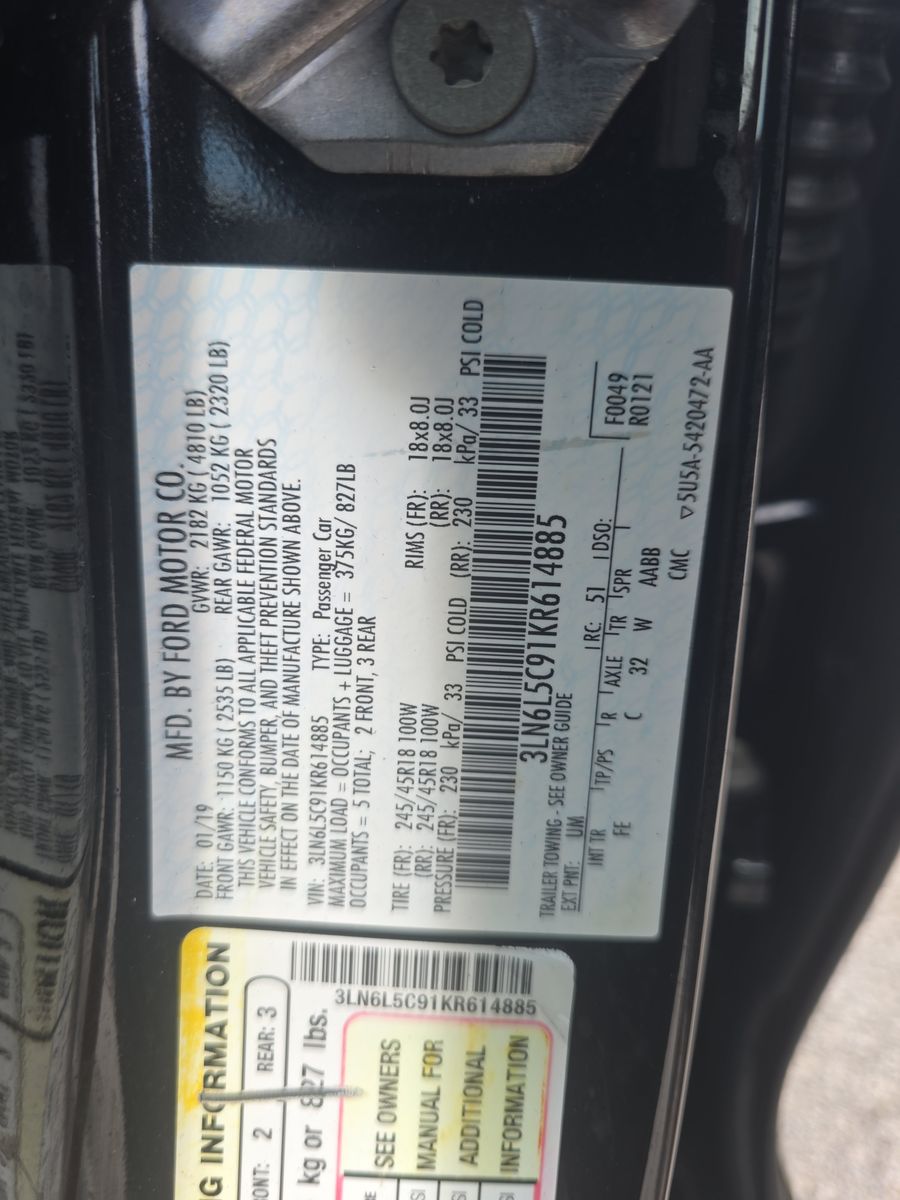 MFD. BY FORD MOTOR CO.
DATE: 01/19 GVWR: 2182 KG ( 4810 LB)
FRONT GAWR: 1150 KG ( 2535 LB) REAR GAWR: 1052 KG ( 2320 LB)
THIS VEHICLE CONFORMS TO ALL APPLICABLE FEDERAL MOTOR
VEHICLE SAFETY, BUMPER, AND THEFT PREVENTION STANDARDS
IN EFFECT ON THE DATE OF MANUFACTURE SHOWN ABOVE.
VIN: 3LN6L5C91KR614885 TYPE: Passenger Car
MAXIMUM LOAD = OCCUPANTS + LUGGAGE = 375KG/ 827LB
OCCUPANTS = 5 TOTAL; 2 FRONT, 3 REAR
TIRE (FR): 245/45R18 100W RIMS (FR): 18x8.0J
(RR): 245/45R18 100W (RR): 18x8.0J
PRESSURE (FR): 230 kPa/ 33 PSI COLD (RR): 230 kPa/ 33 PSI COLD
3LN6L5C91KR614885
TRAILER TOWING - SEE OWNER GUIDE
EXT PNT: UM RC: 51 DSO:
F0049
R0121
INT TR TP/PS R AXLE TR SPR
FE C 32 W AABB
CMC
▽5U5A-5420472-AA
G INFORMATION
ONT: 2 REAR: 3
kg or 827 lbs.
3LN6L5C91KR614885
SEE OWNERS
MANUAL FOR
ADDITIONAL
INFORMATION